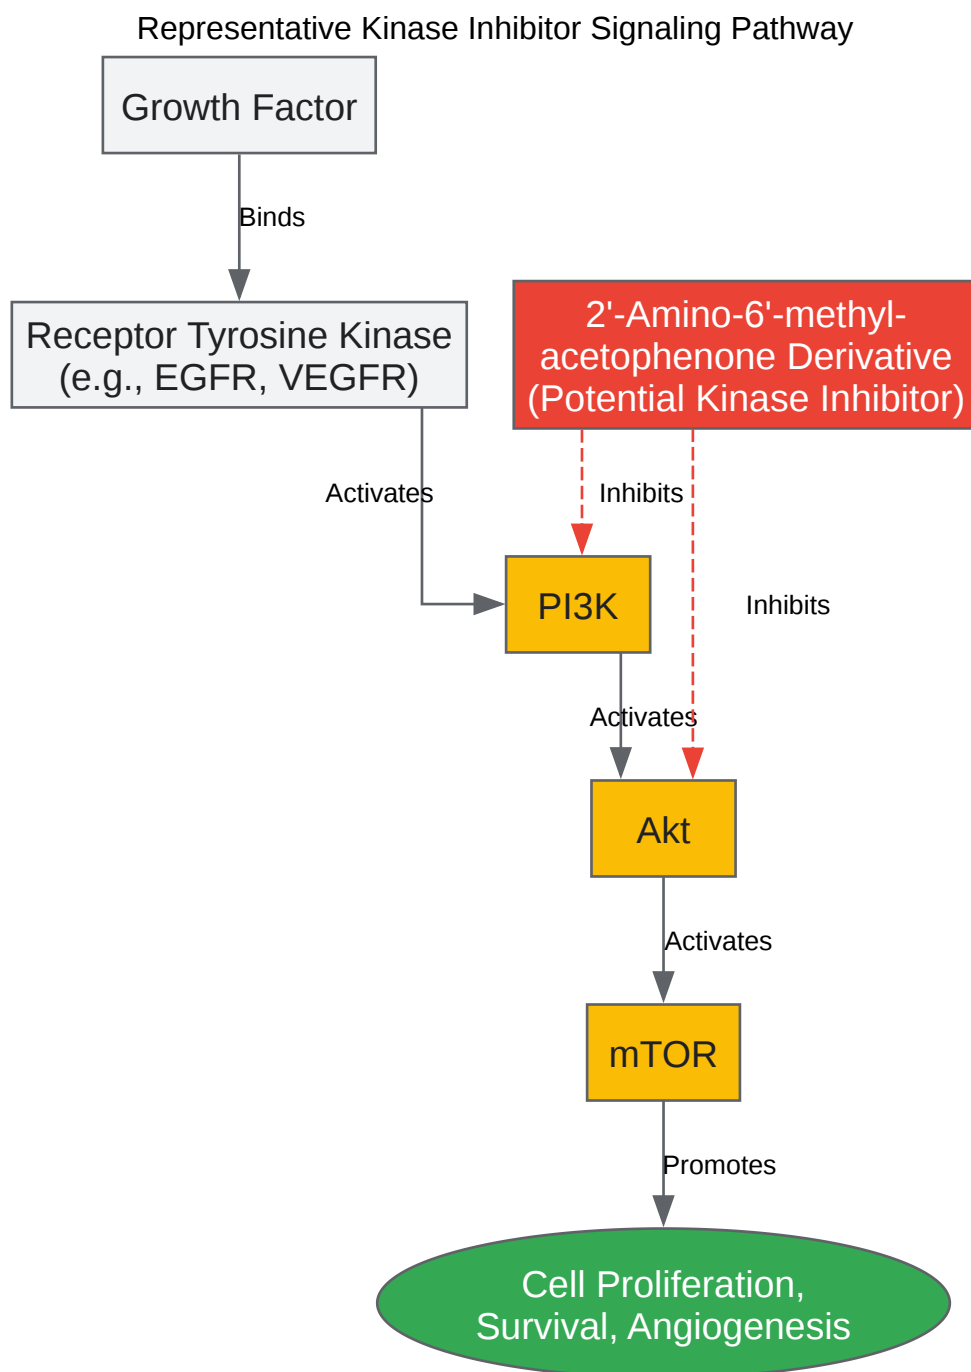 Representative Kinase Inhibitor Signaling Pathway
Growth Factor
Binds
Receptor Tyrosine Kinase
(e.g., EGFR, VEGFR)
2'-Amino-6'-methyl-
acetophenone Derivative
(Potential Kinase Inhibitor)
Activates
Inhibits
PI3K
Inhibits
Activates
Akt
Activates
mTOR
Promotes
Cell Proliferation,
Survival, Angiogenesis